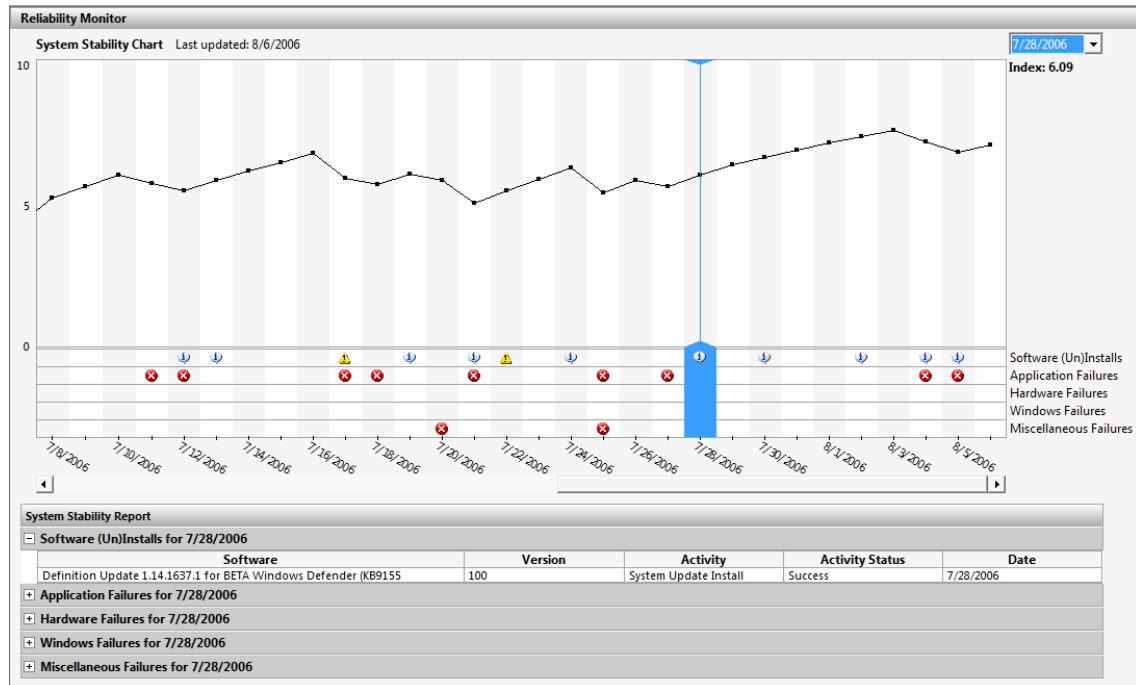 Reliability Monitor
System Stability Chart Last updated: 8/6/2006
7/28/2006
Index: 6.09
10
5
0
Software (Un)Installs
Application Failures
Hardware Failures
Windows Failures
Miscellaneous Failures
7/8/2006 7/10/2006 7/12/2006 7/14/2006 7/16/2006 7/18/2006 7/20/2006 7/22/2006 7/24/2006 7/26/2006 7/28/2006 7/30/2006 8/1/2006 8/3/2006 8/5/2006
System Stability Report
Software (Un)Installs for 7/28/2006
Software Version Activity Activity Status Date
Definition Update 1.14.1637.1 for BETA Windows Defender (KB9155 100 System Update Install Success 7/28/2006
Application Failures for 7/28/2006
Hardware Failures for 7/28/2006
Windows Failures for 7/28/2006
Miscellaneous Failures for 7/28/2006